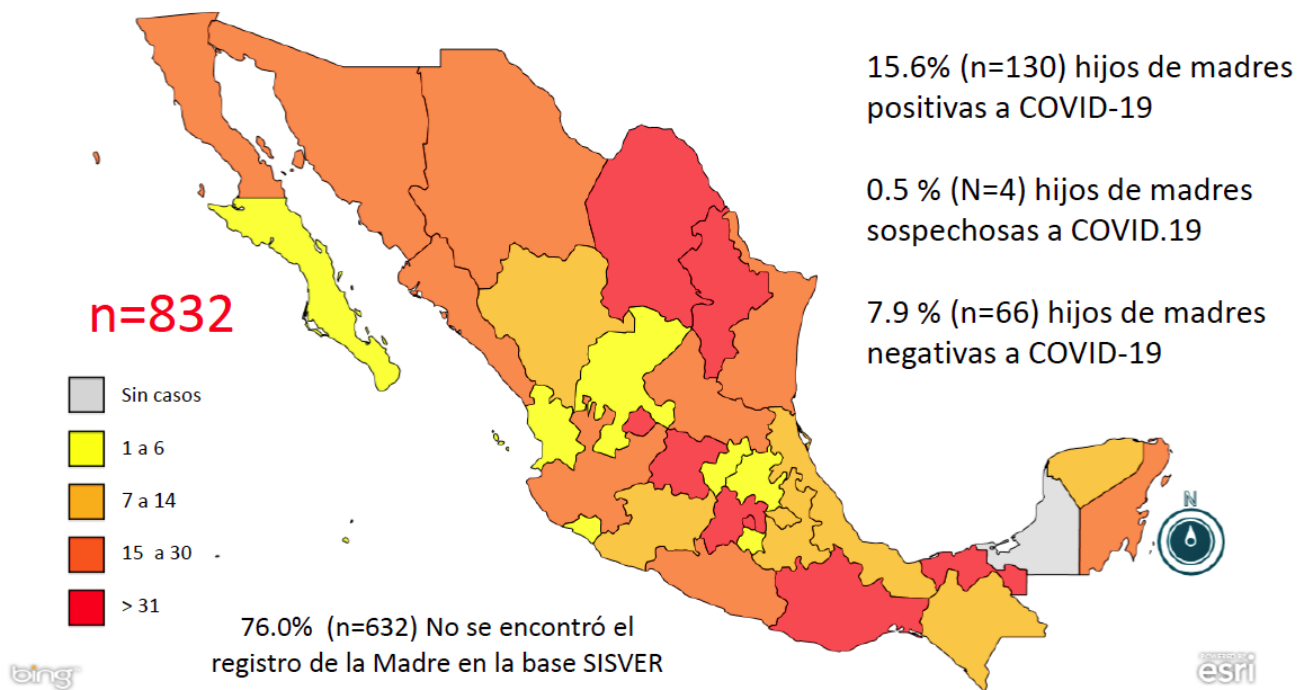 15.6% (n=130) hijos de madres
positivas a COVID-19
0.5 % (N=4) hijos de madres
sospechosas a COVID.19
7.9 % (n=66) hijos de madres
negativas a COVID-19
n=832
Sin casos
1 a 6
7 a 14
15 a 30
> 31
76.0% (n=632) No se encontró el
registro de la Madre en la base SISVER
N
bing
POWERED BY
esri